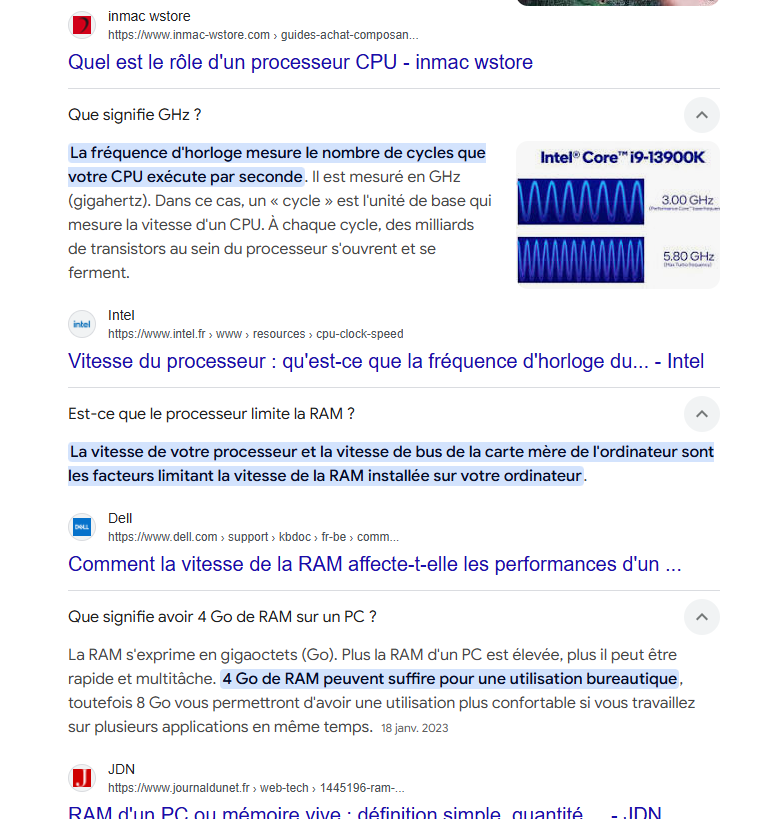 inmac wstore
https://www.inmac-wstore.com › guides-achat-composan...
Quel est le rôle d'un processeur CPU - inmac wstore
Que signifie GHz ?
La fréquence d'horloge mesure le nombre de cycles que
votre CPU exécute par seconde. Il est mesuré en GHz
(gigahertz). Dans ce cas, un « cycle » est l'unité de base qui
mesure la vitesse d'un CPU. À chaque cycle, des milliards
de transistors au sein du processeur s'ouvrent et se
ferment.
Intel® Core™ i9-13900K
3.00 GHz
(Performance Core™ base frequency)
5.80 GHz
(Max Turbo frequency)
intel
Intel
https://www.intel.fr › www › resources › cpu-clock-speed
Vitesse du processeur : qu'est-ce que la fréquence d'horloge du... - Intel
Est-ce que le processeur limite la RAM ?
La vitesse de votre processeur et la vitesse de bus de la carte mère de l'ordinateur sont
les facteurs limitant la vitesse de la RAM installée sur votre ordinateur.
DELL
Dell
https://www.dell.com › support › kbdoc › fr-be › comm...
Comment la vitesse de la RAM affecte-t-elle les performances d'un ...
Que signifie avoir 4 Go de RAM sur un PC ?
La RAM s'exprime en gigaoctets (Go). Plus la RAM d'un PC est élevée, plus il peut être
rapide et multitâche. 4 Go de RAM peuvent suffire pour une utilisation bureautique,
toutefois 8 Go vous permettront d'avoir une utilisation plus confortable si vous travaillez
sur plusieurs applications en même temps. 18 janv. 2023
J
JDN
https://www.journaldunet.fr › web-tech › 1445196-ram-...
RAM d'un PC ou mémoire vive : définition simple, quantité ... - JDN